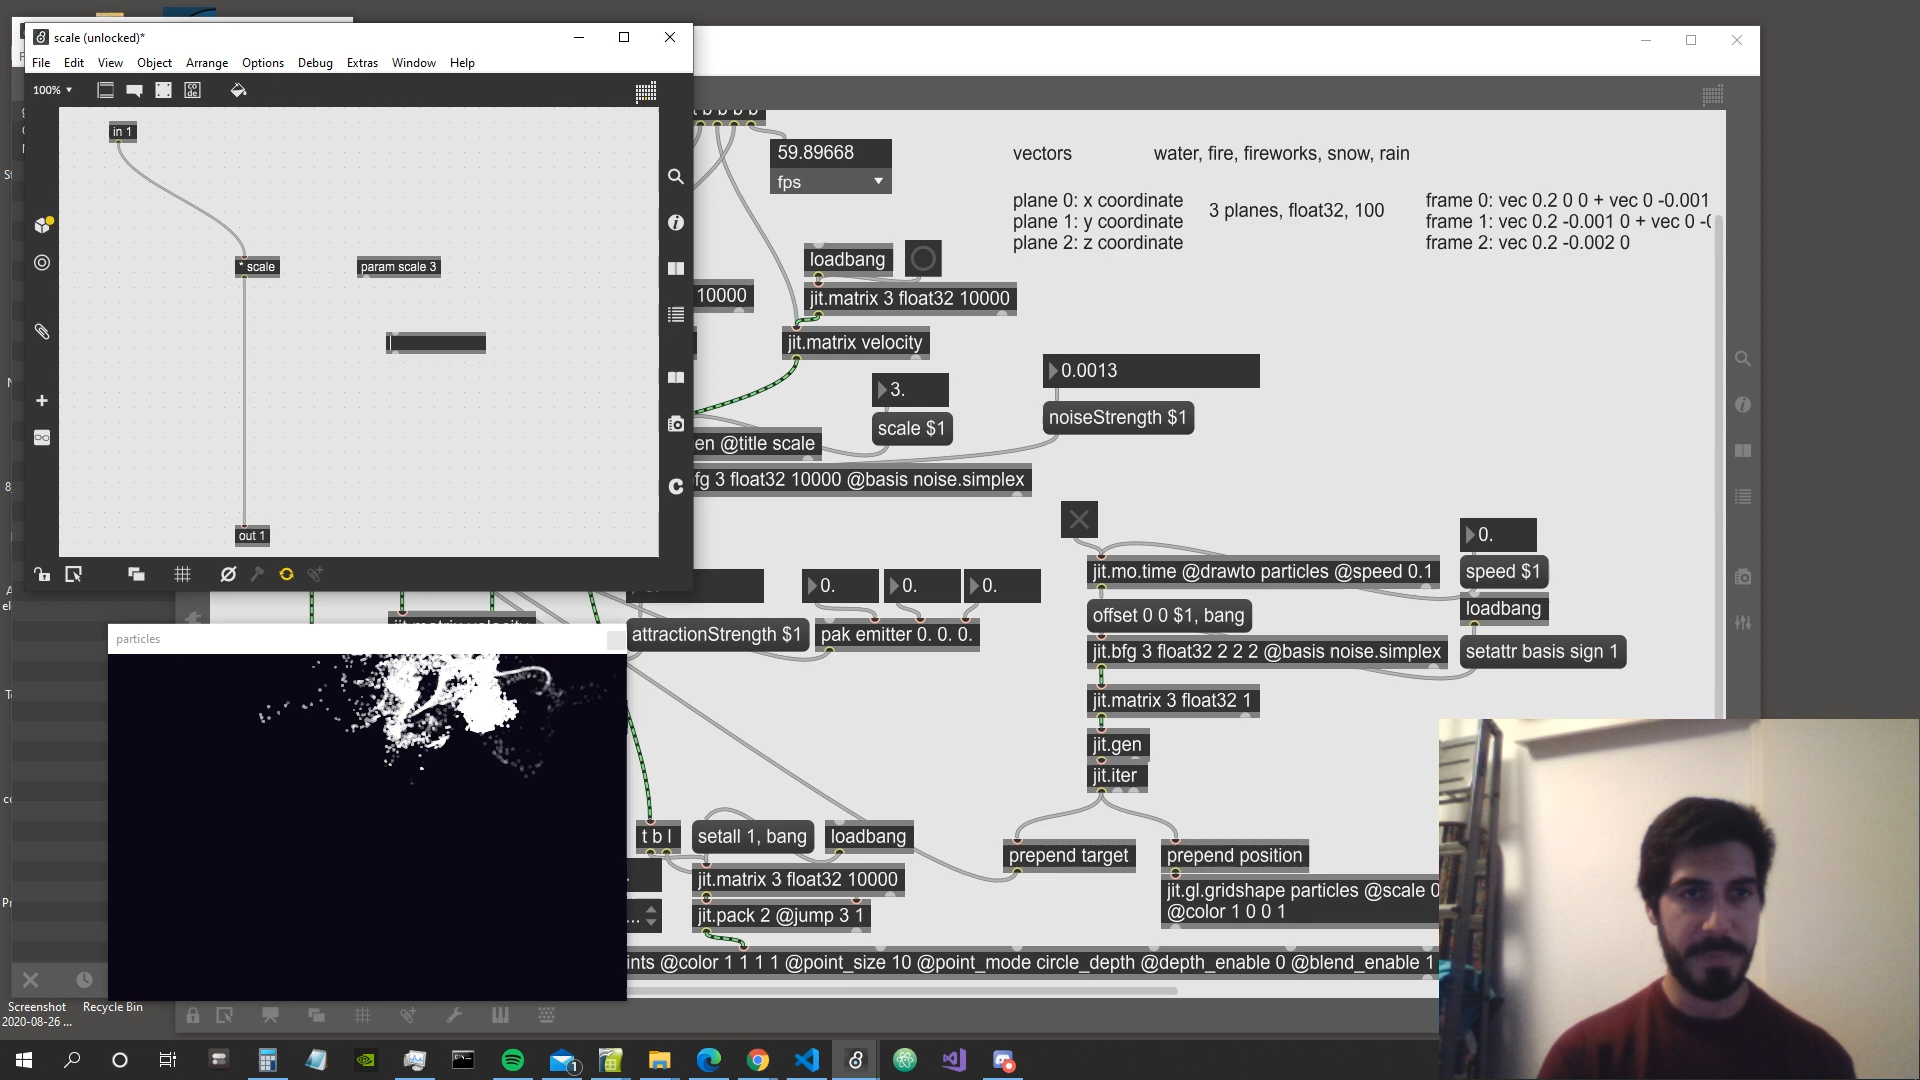 scale (unlocked)*
File Edit View Object Arrange Options Debug Extras Window Help
100%
in 1
* scale
param scale 3
out 1
59.89668
fps
vectors
water, fire, fireworks, snow, rain
plane 0: x coordinate
plane 1: y coordinate
plane 2: z coordinate
3 planes, float32, 100
frame 0: vec 0.2 0 0 + vec 0 -0.001
frame 1: vec 0.2 -0.001 0 + vec 0 -0
frame 2: vec 0.2 -0.002 0
loadbang
10000
jit.matrix 3 float32 10000
jit.matrix velocity
3.
scale $1
0.0013
noiseStrength $1
en @title scale
fg 3 float32 10000 @basis noise.simplex
0.
0.
0.
attractionStrength $1
pak emitter 0. 0. 0.
jit.mo.time @drawto particles @speed 0.1
0.
speed $1
loadbang
offset 0 0 $1, bang
jit.bfg 3 float32 2 2 2 @basis noise.simplex
setattr basis sign 1
jit.matrix 3 float32 1
jit.gen
jit.iter
prepend target
prepend position
jit.gl.gridshape particles @scale 0
@color 1 0 0 1
jit.matrix velocity
particles
t b l
setall 1, bang
loadbang
jit.matrix 3 float32 10000
jit.pack 2 @jump 3 1
ints @color 1 1 1 1 @point_size 10 @point_mode circle_depth @depth_enable 0 @blend_enable 1
Screenshot
2020-08-26 ...
Recycle Bin
1